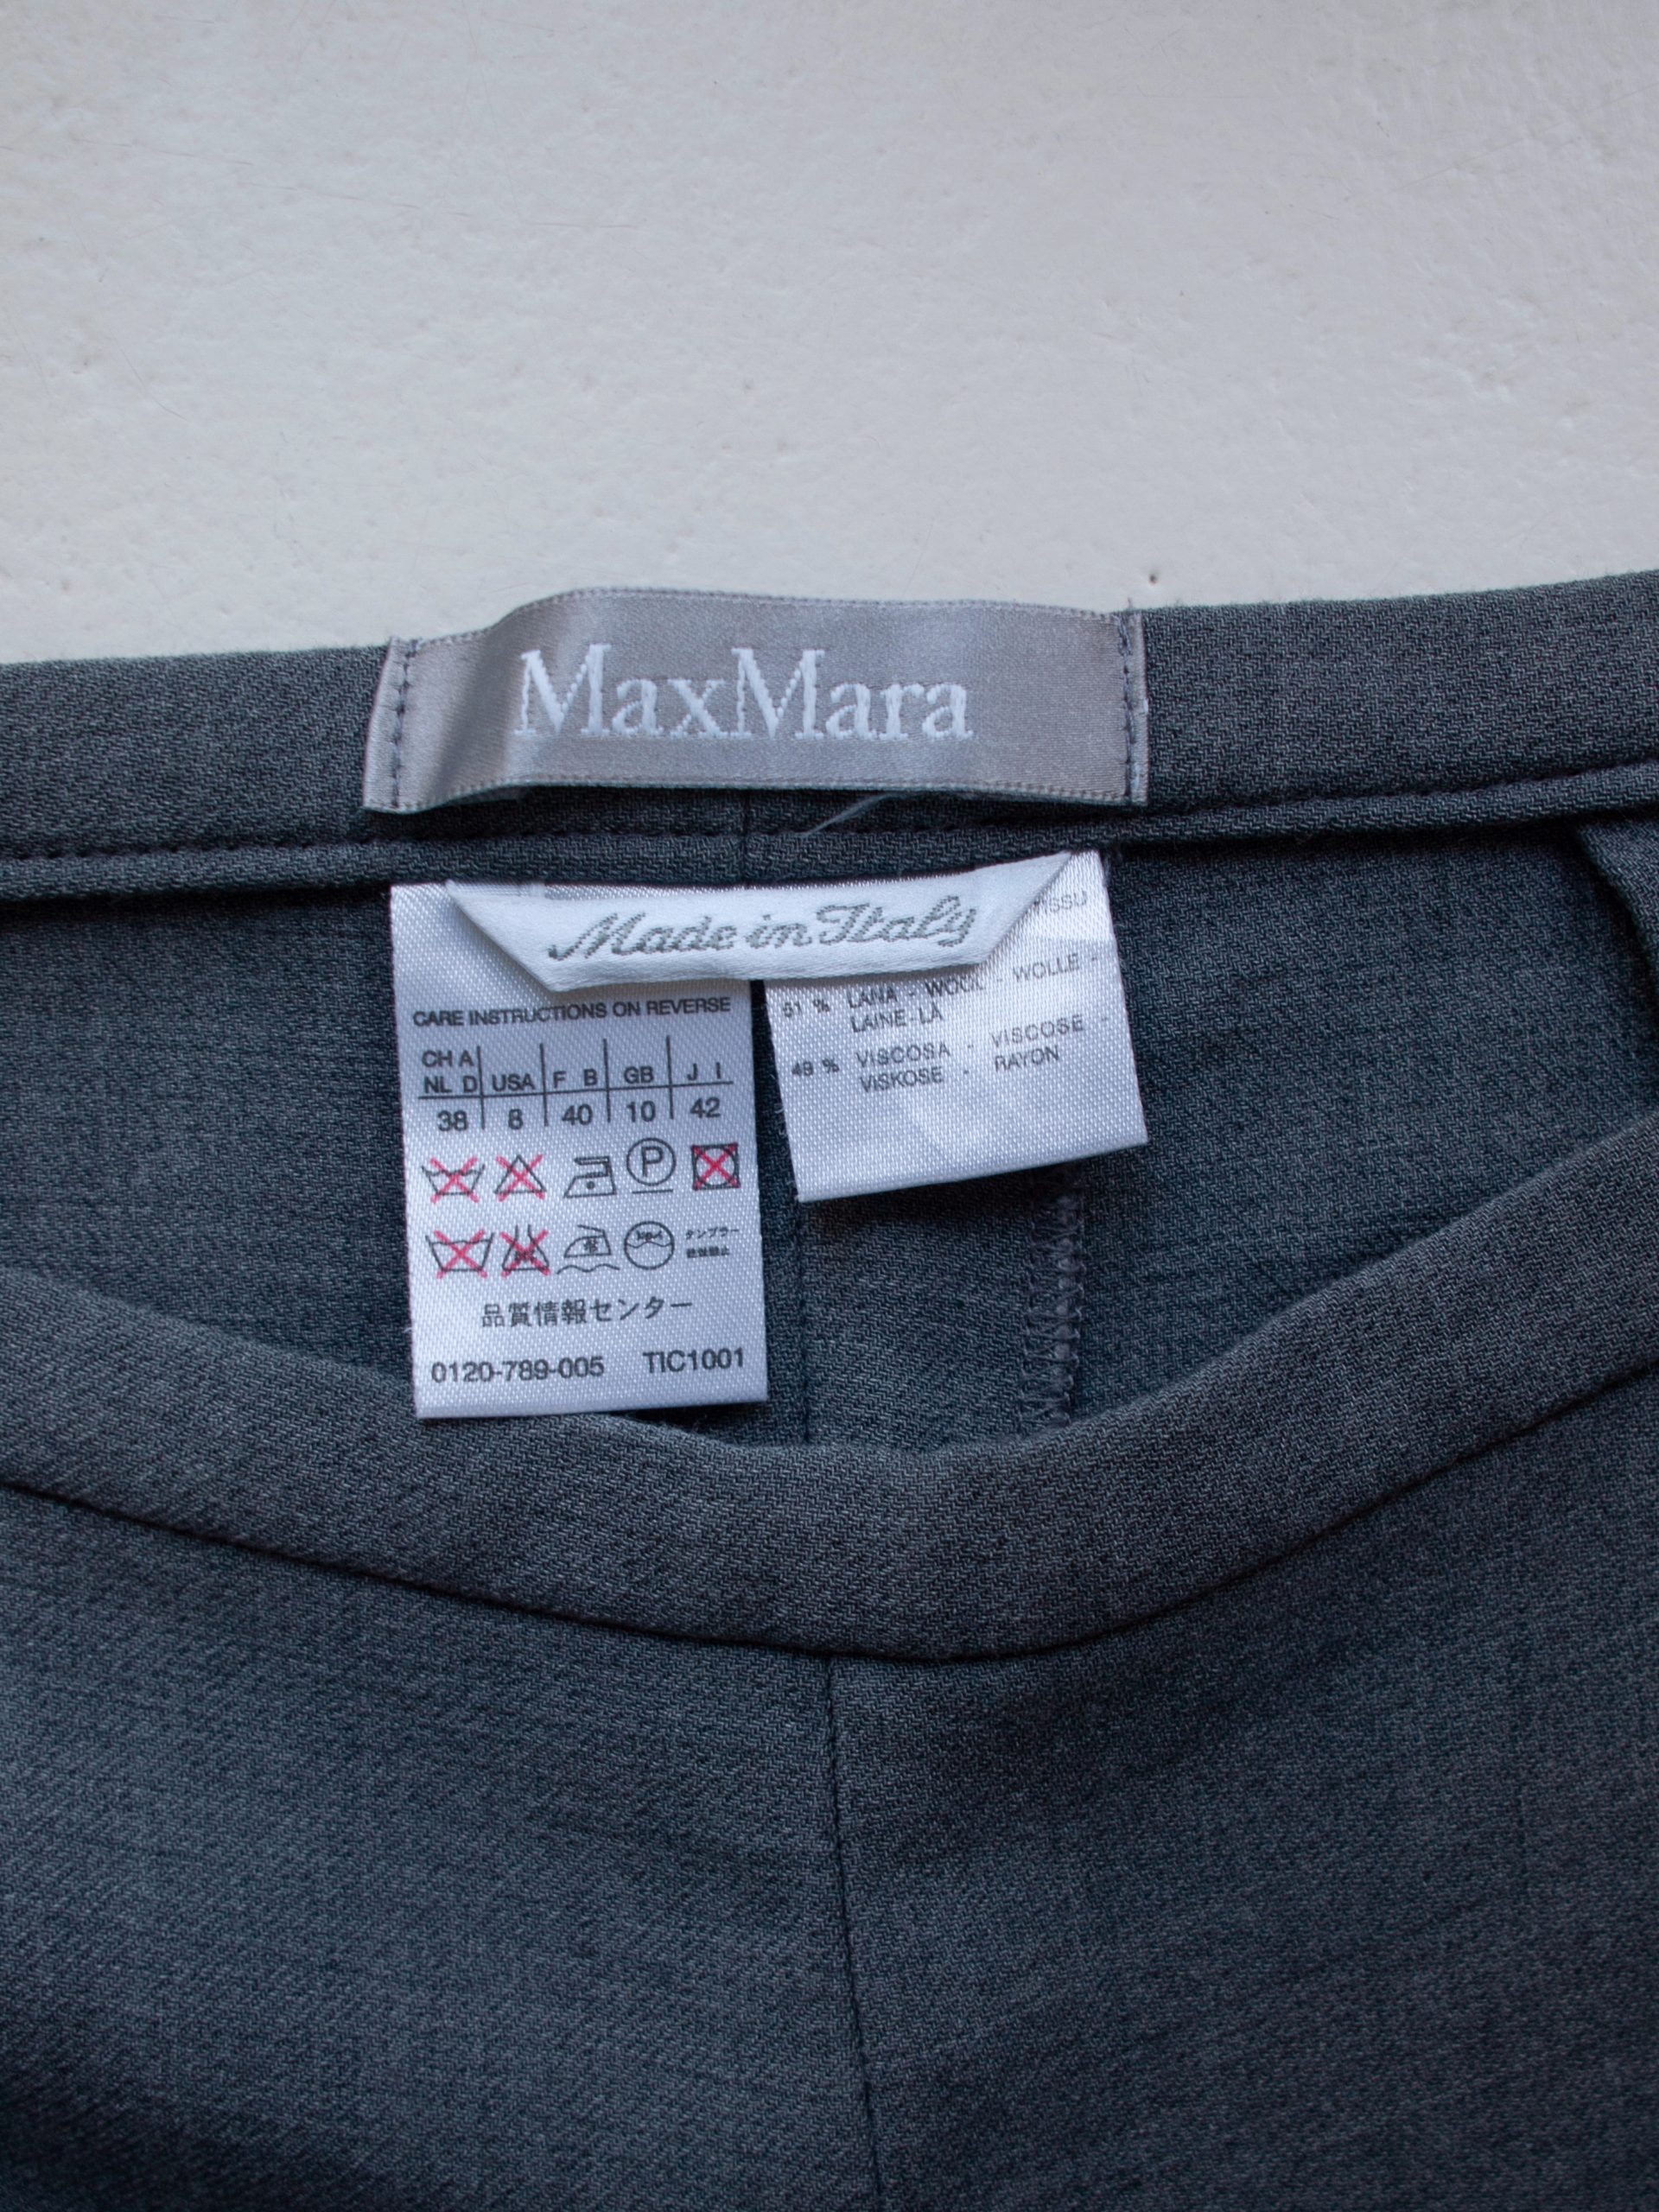 MaxMara
Made in Italy
CARE INSTRUCTIONS ON REVERSE
CH A
NL D USA F B GB J I
38 8 40 10 42
P
タンブラー
乾燥禁止
品質情報センター
0120-789-005 TIC1001
51 % LANA - WOOL - WOLLE -
LAINE - LÃ
49 % VISCOSA - VISCOSE -
VISKOSE - RAYON